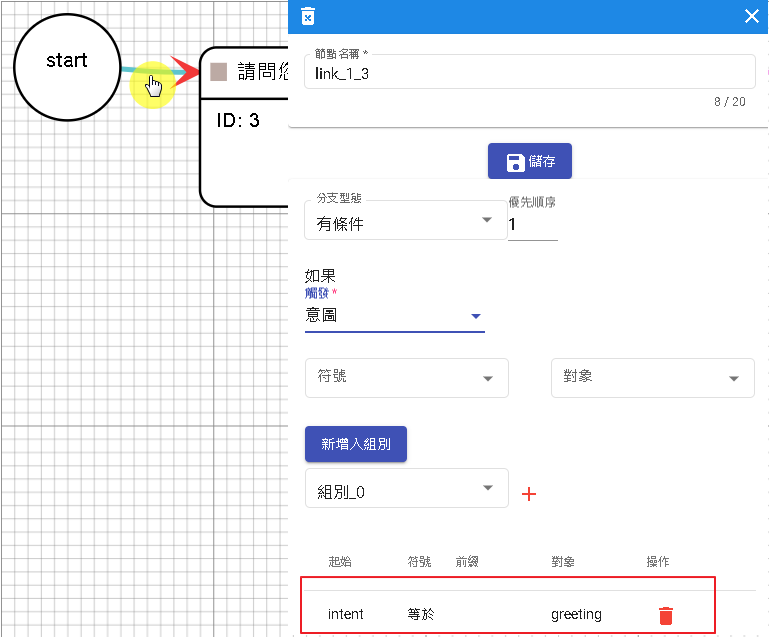 start
請問您
ID: 3
節點名稱 *
link_1_3
8 / 20
儲存
分支型態
有條件
優先順序
1
如果
觸發 *
意圖
符號
對象
新增入組別
組別_0
起始 符號 前綴 對象 操作
intent 等於 greeting